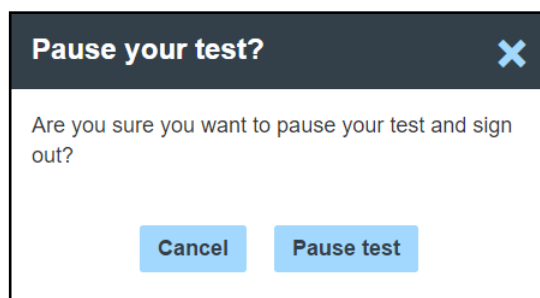 Pause your test?
Are you sure you want to pause your test and sign
out?
Cancel
Pause test